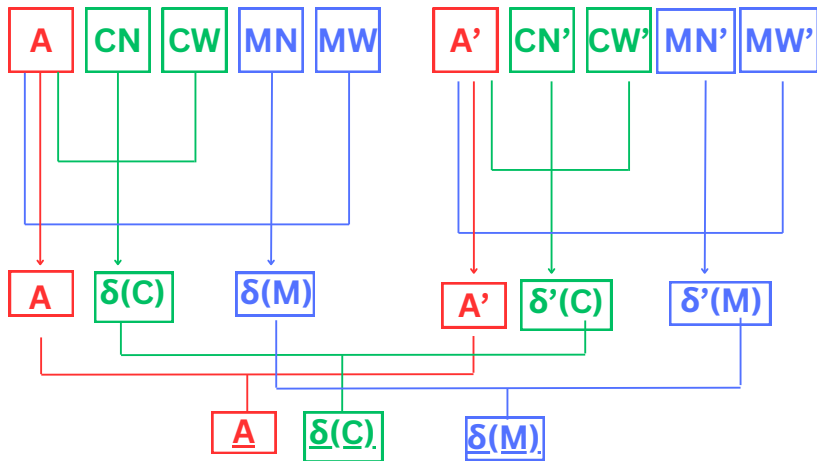 A CN CW MN MW A’ CN’ CW’ MN’ MW’
A δ(C) δ(M) A’ δ’(C) δ’(M)
A δ(C) δ(M)